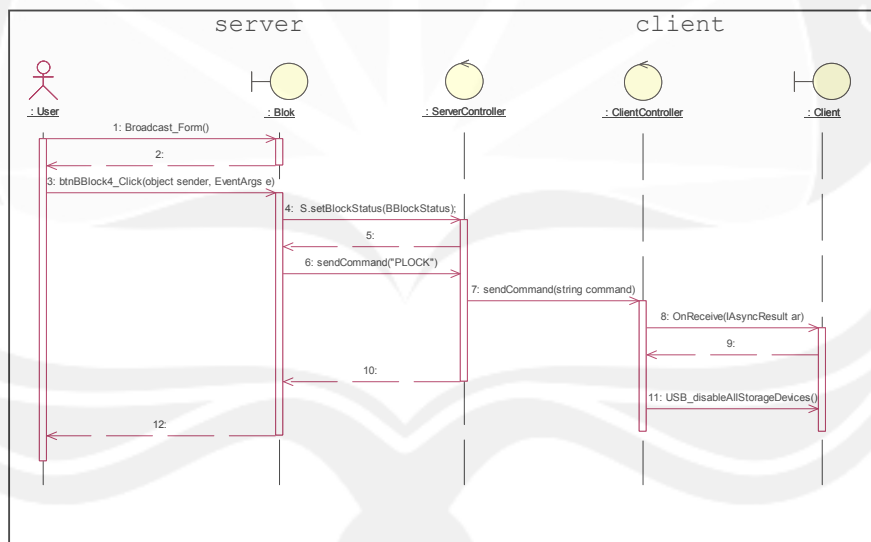 server
client
: User
: Blok
: ServerController
: ClientController
: Client
1: Broadcast_Form()
2:
3: btnBBlock4_Click(object sender, EventArgs e)
4: S.setBlockStatus(BBlockStatus);
5:
6: sendCommand("PLOCK")
7: sendCommand(string command)
8: OnReceive(IAsyncResult ar)
9:
10:
11: USB_disableAllStorageDevices()
12: